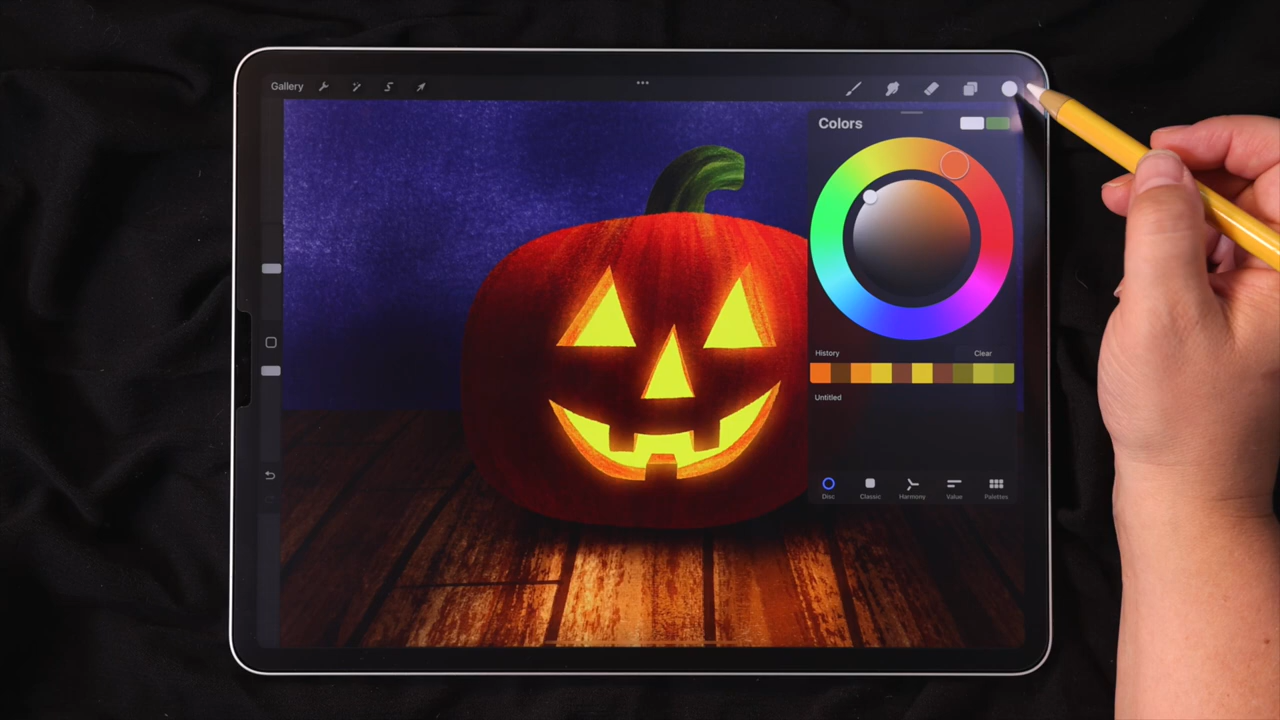 Gallery
Colors
History Clear
Untitled
Disc Classic Harmony Value Palettes